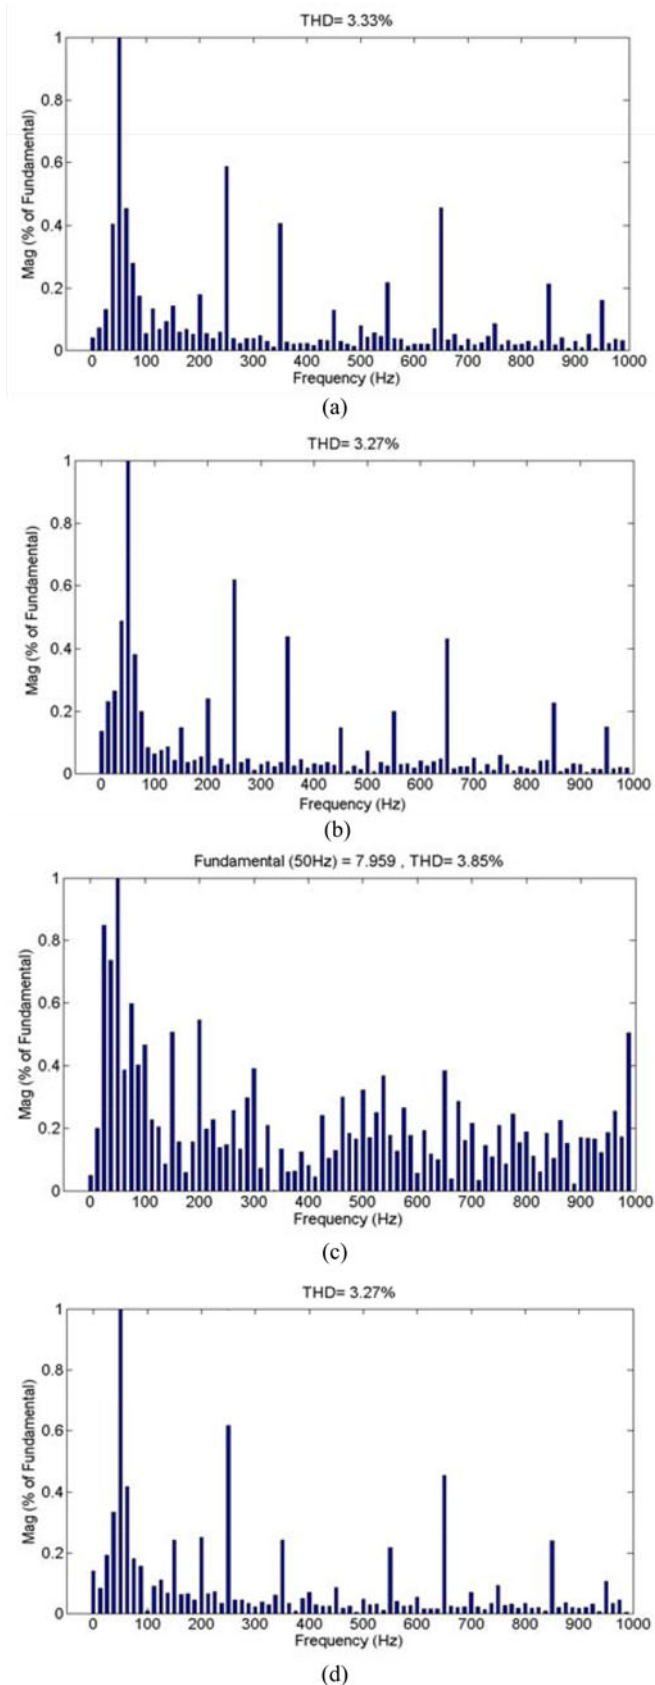 THD= 3.33%
1
0.8
0.6
0.4
0.2
0
Mag (% of Fundamental)
0 100 200 300 400 500 600 700 800 900 1000
Frequency (Hz)
(a)
THD= 3.27%
1
0.8
0.6
0.4
0.2
0
Mag (% of Fundamental)
0 100 200 300 400 500 600 700 800 900 1000
Frequency (Hz)
(b)
Fundamental (50Hz) = 7.959 , THD= 3.85%
1
0.8
0.6
0.4
0.2
0
Mag (% of Fundamental)
0 100 200 300 400 500 600 700 800 900 1000
Frequency (Hz)
(c)
THD= 3.27%
1
0.8
0.6
0.4
0.2
0
Mag (% of Fundamental)
0 100 200 300 400 500 600 700 800 900 1000
Frequency (Hz)
(d)